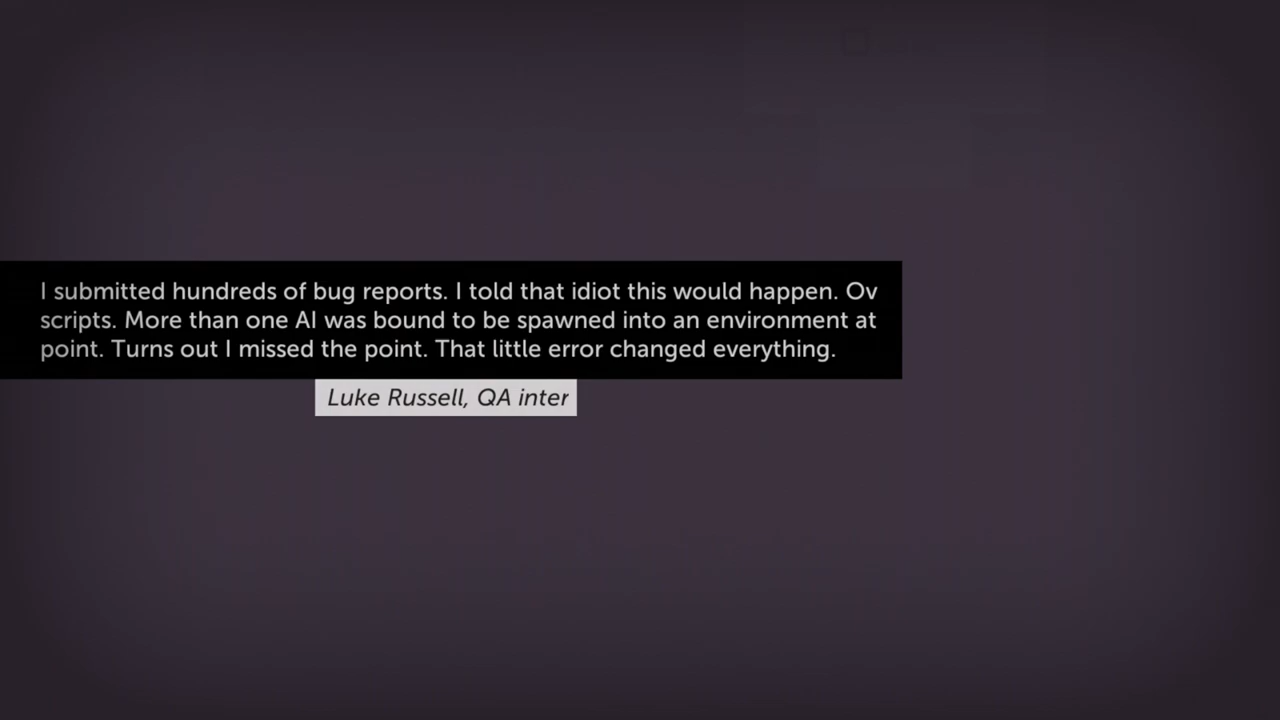 I submitted hundreds of bug reports. I told that idiot this would happen. Ov
scripts. More than one AI was bound to be spawned into an environment at
point. Turns out I missed the point. That little error changed everything.
Luke Russell, QA inter